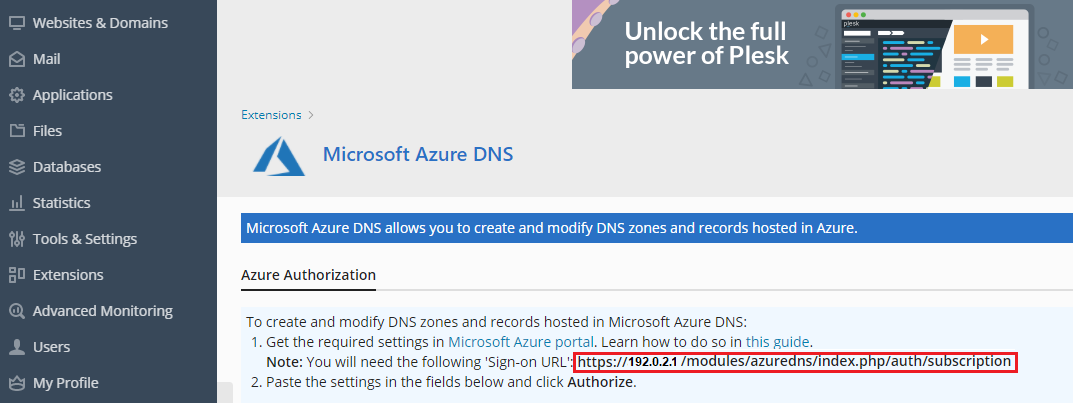 Websites & Domains
Mail
Applications
Files
Databases
Statistics
Tools & Settings
Extensions
Advanced Monitoring
Users
My Profile
Unlock the full
power of Plesk
plesk
Extensions >
Microsoft Azure DNS
Microsoft Azure DNS allows you to create and modify DNS zones and records hosted in Azure.
Azure Authorization
To create and modify DNS zones and records hosted in Microsoft Azure DNS:
1. Get the required settings in Microsoft Azure portal. Learn how to do so in this guide.
Note: You will need the following 'Sign-on URL': https://192.0.2.1 /modules/azuredns/index.php/auth/subscription
2. Paste the settings in the fields below and click Authorize.